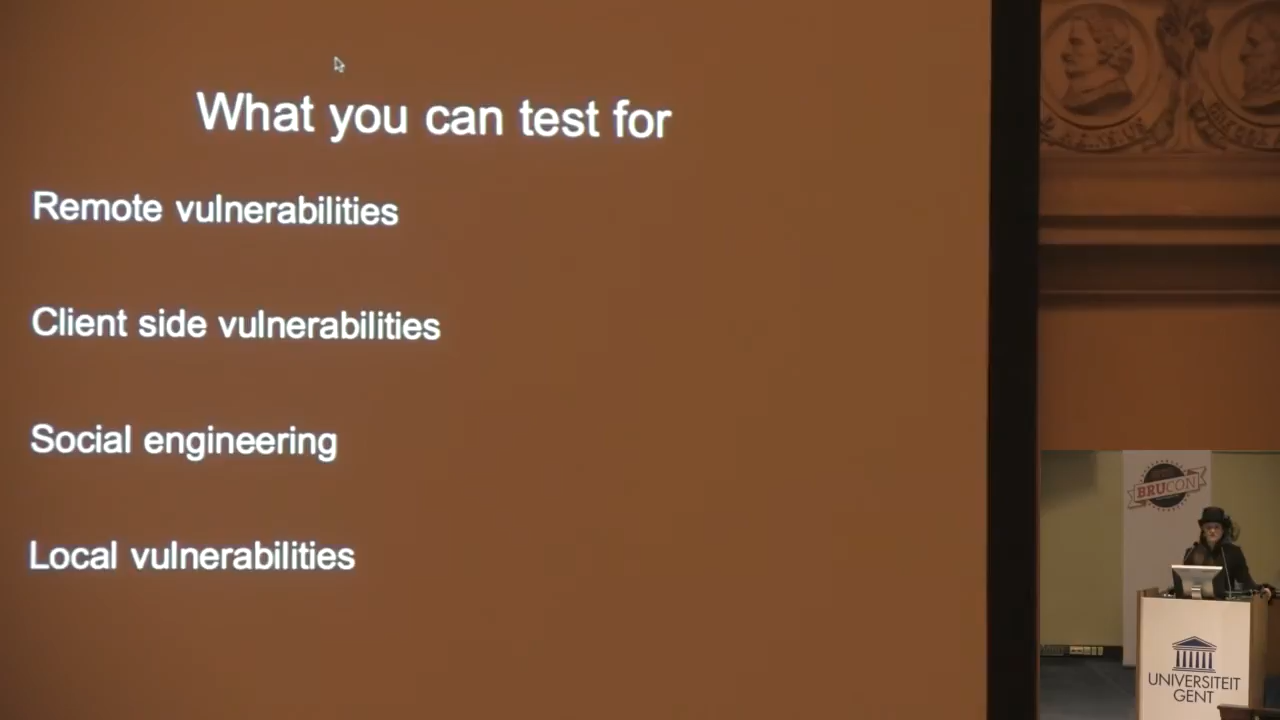 What you can test for
Remote vulnerabilities
Client side vulnerabilities
Social engineering
Local vulnerabilities
BRUCON
UNIVERSITEIT
GENT